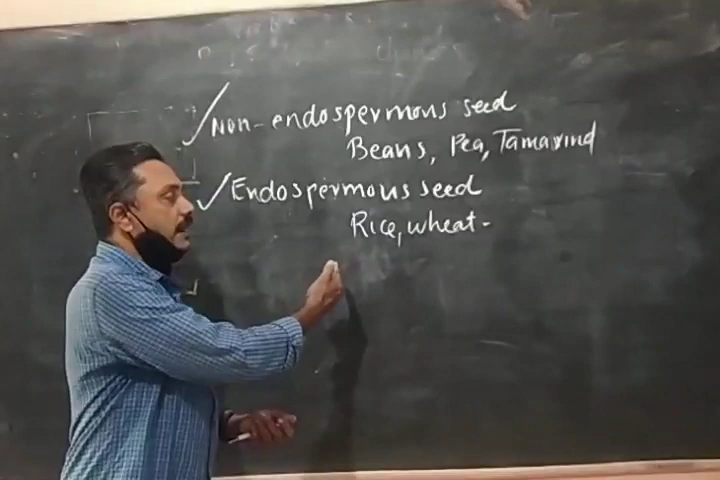 Non-endospermous seed
Beans, Pea, Tamarind
Endospermous seed
Rice, wheat-